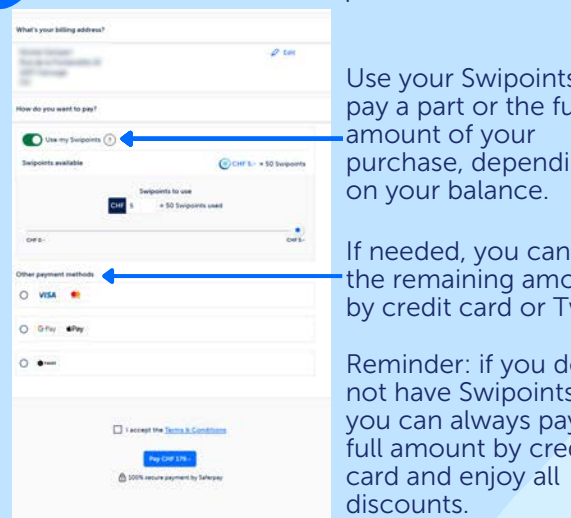 What's your billing address?
Edit
How do you want to pay?
Use my Swipoints ?
Swipoints available
CHF 5.- = 50 Swipoints
Swipoints to use
CHF 5 = 50 Swipoints used
CHF 0.-
CHF 5.-
Other payment methods
VISA
G Pay Pay
I accept the Terms & Conditions
Pay CHF 179.-
100% secure payment by Saferpay
Use your Swipoints
pay a part or the fu
amount of your
purchase, dependi
on your balance.
If needed, you can
the remaining amo
by credit card or Tw
Reminder: if you do
not have Swipoints
you can always pay
full amount by cred
card and enjoy all
discounts.